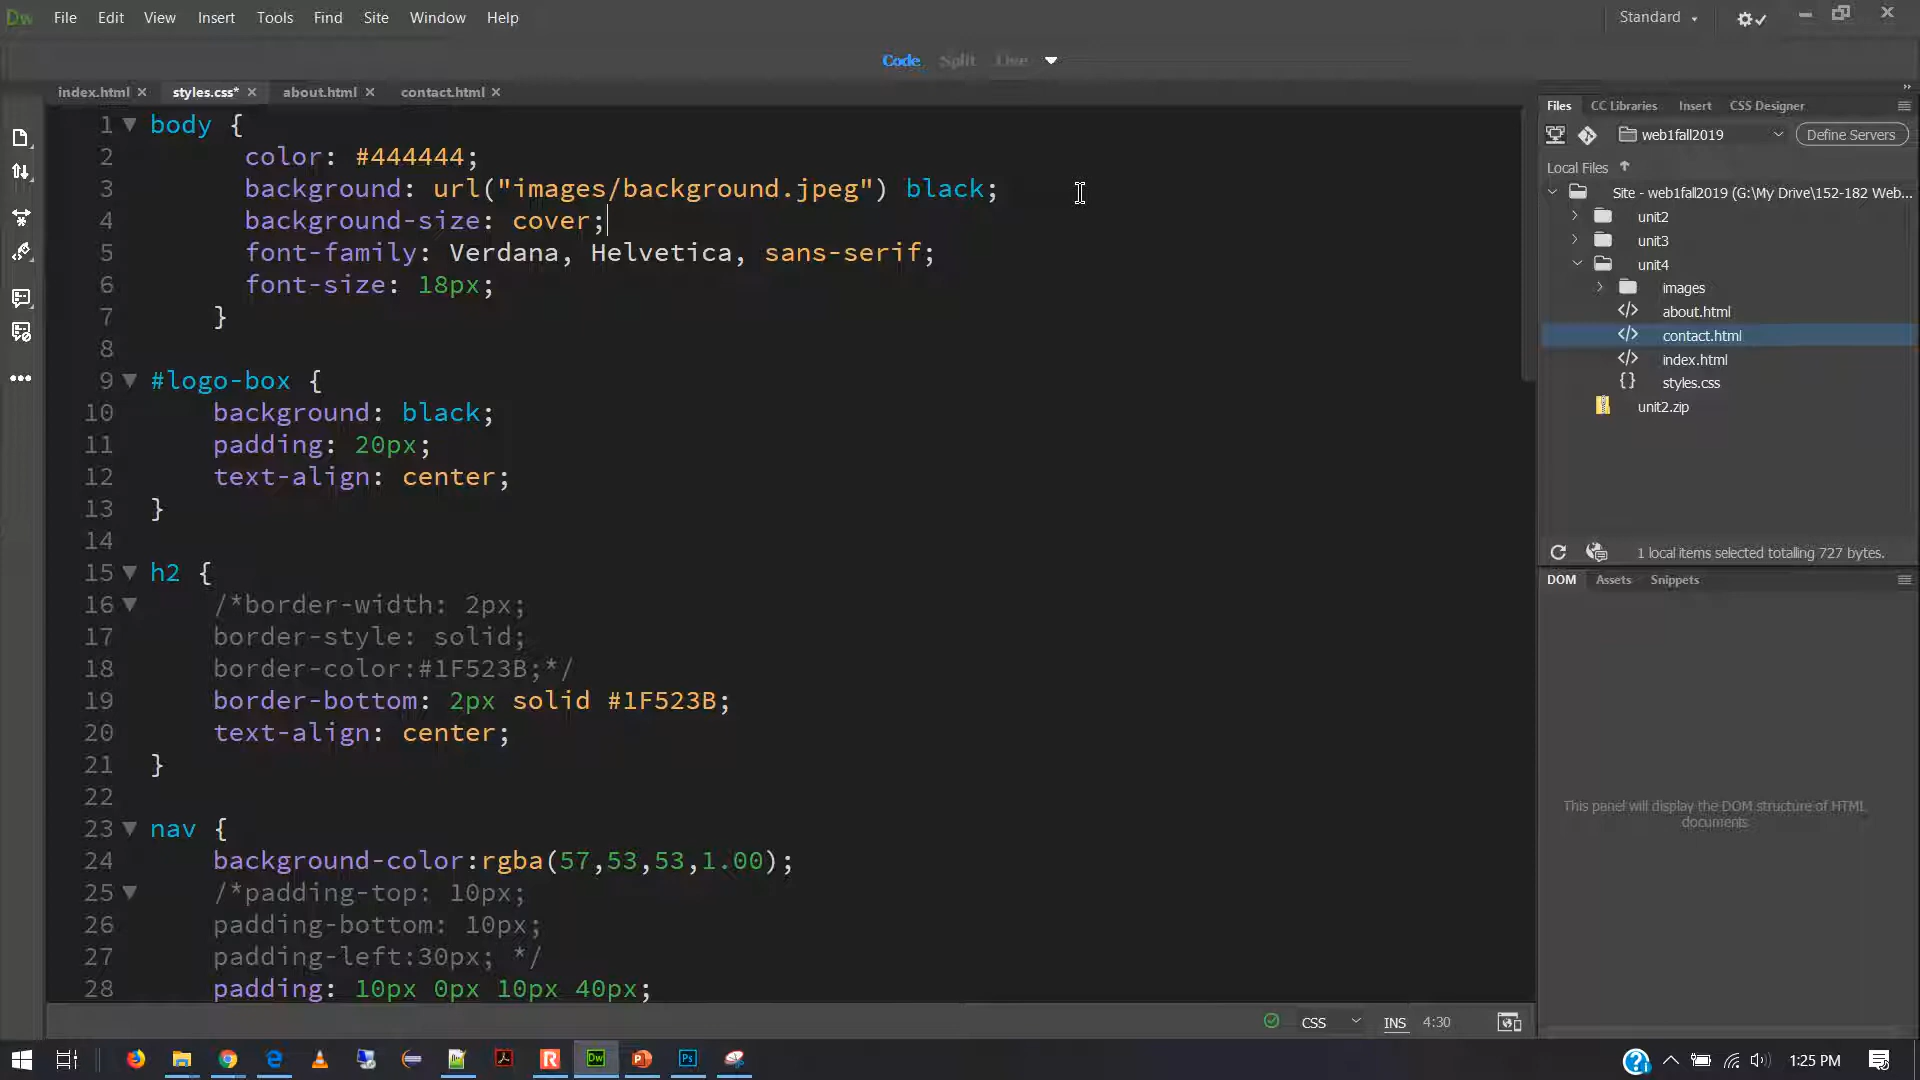 Dw File Edit View Insert Tools Find Site Window Help Standard
Code Split Live
index.html styles.css* about.html contact.html
1 body {
2 color: #444444;
3 background: url("images/background.jpeg") black;
4 background-size: cover;
5 font-family: Verdana, Helvetica, sans-serif;
6 font-size: 18px;
7 }
8
9 #logo-box {
10 background: black;
11 padding: 20px;
12 text-align: center;
13 }
14
15 h2 {
16 /*border-width: 2px;
17 border-style: solid;
18 border-color:#1F523B;*/
19 border-bottom: 2px solid #1F523B;
20 text-align: center;
21 }
22
23 nav {
24 background-color:rgba(57,53,53,1.00);
25 /*padding-top: 10px;
26 padding-bottom: 10px;
27 padding-left:30px; */
28 padding: 10px 0px 10px 40px;
CSS INS 4:30
Files CC Libraries Insert CSS Designer
web1fall2019 Define Servers
Local Files
Site - web1fall2019 (G:\My Drive\152-182 Web...
unit2
unit3
unit4
images
about.html
contact.html
index.html
styles.css
unit2.zip
1 local items selected totalling 727 bytes.
DOM Assets Snippets
This panel will display the DOM structure of HTML
documents
Dw Ps 1:25 PM